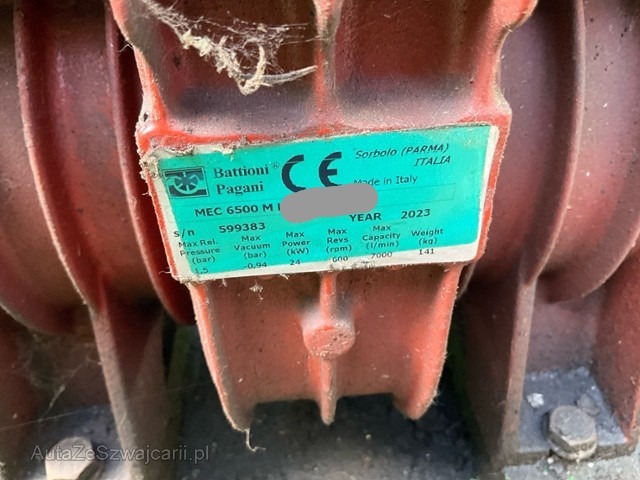 Battioni®
Pagani
CE
Sorbolo (PARMA)
ITALIA
Made in Italy
MEC 6500 M
s/n 599383
YEAR 2023
Max Rel. Pressure (bar) Max Vacuum (bar) Max Power (kW) Max Revs (rpm) Max Capacity (l/min) Weight (kg)
1,5 -0,94 24 600 7000 141
AutaZeSzwajcarii.pl